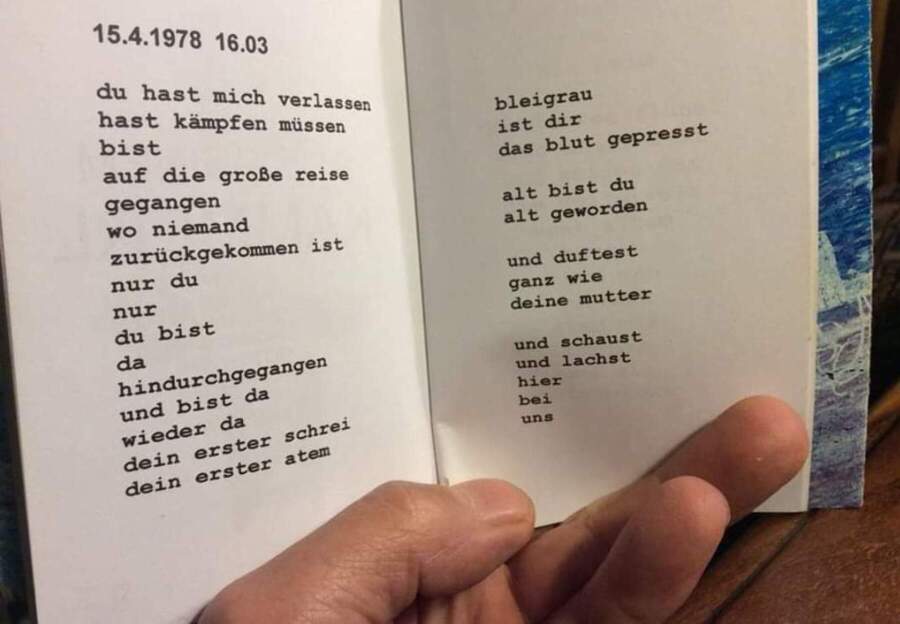 15.4.1978 16.03
du hast mich verlassen
hast kämpfen müssen
bist
auf die große reise
gegangen
wo niemand
zurückgekommen ist
nur du
nur
du bist
da
hindurchgegangen
und bist da
wieder da
dein erster schrei
dein erster atem
bleigrau
ist dir
das blut gepresst
alt bist du
alt geworden
und duftest
ganz wie
deine mutter
und schaust
und lachst
hier
bei
uns